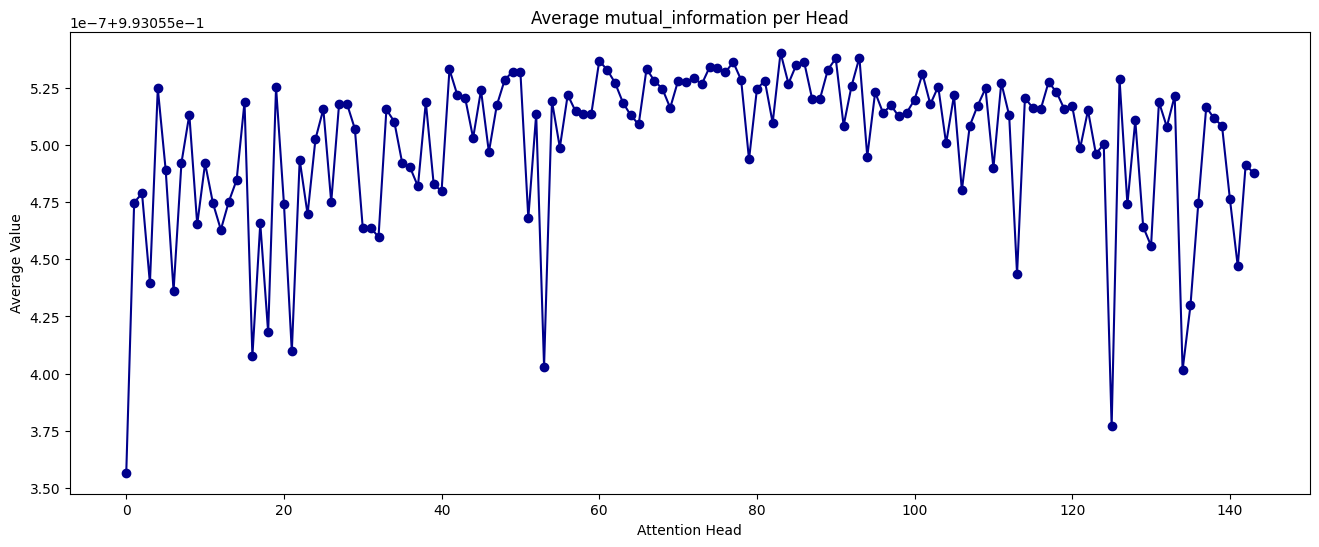 Average mutual_information per Head
1e−7+9.93055e−1
5.25
5.00
4.75
4.50
4.25
4.00
3.75
3.50
Average Value
0 20 40 60 80 100 120 140
Attention Head